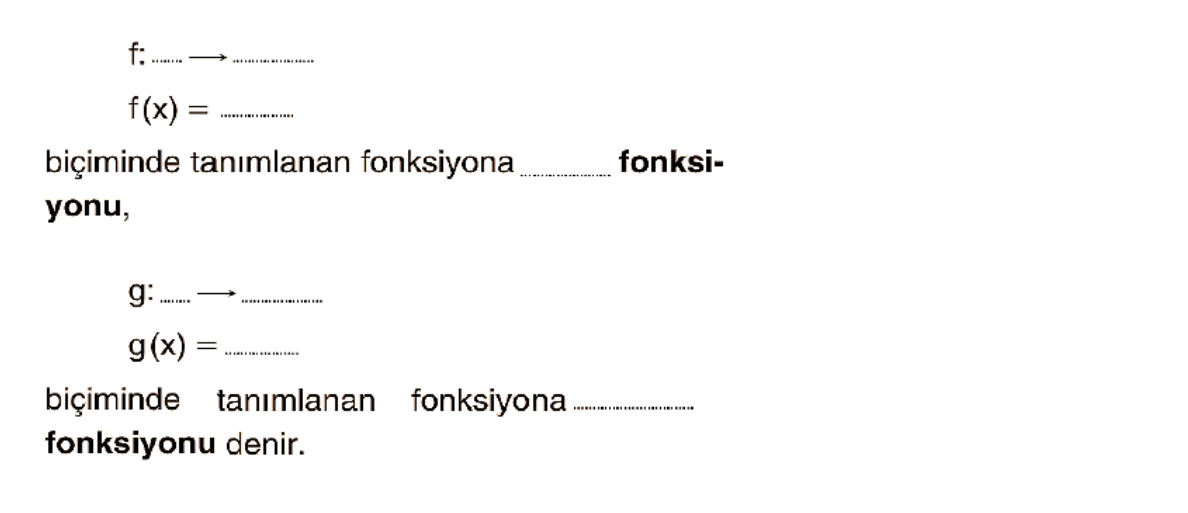 f: ....... → ....................
f(x) = ..................
biçiminde tanımlanan fonksiyona ...................... fonksi-
yonu,
g: ....... → ....................
g(x) = ..................
biçiminde tanımlanan fonksiyona .............................
fonksiyonu denir.